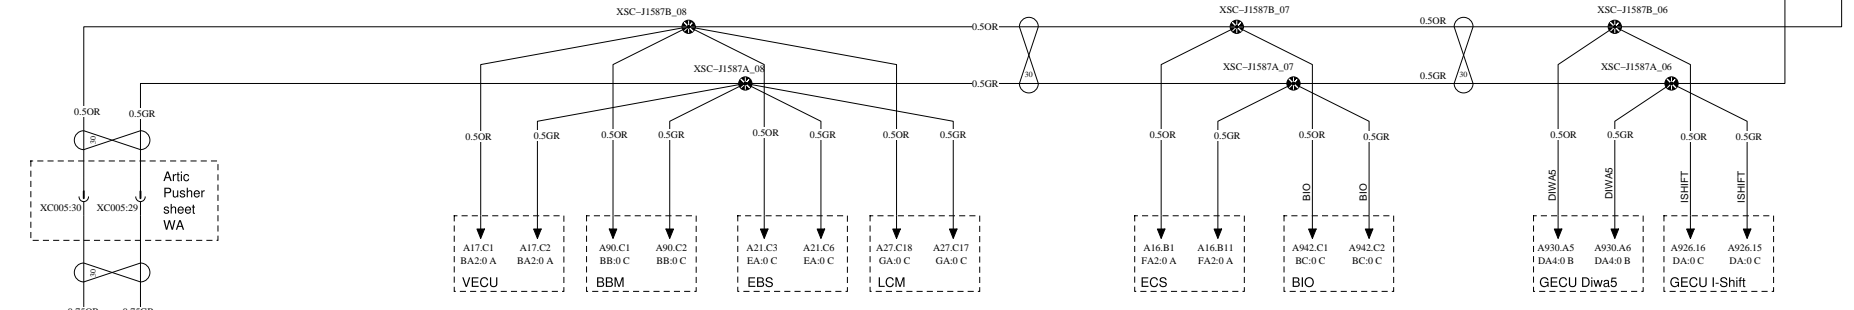 XSC-J1587B_08
XSC-J1587B_07
XSC-J1587B_06
0.5OR
0.5OR
XSC-J1587A_08
XSC-J1587A_07
XSC-J1587A_06
30
30
0.5GR
0.5GR
0.5OR
0.5GR
0.5OR
0.5GR
0.5OR
0.5GR
0.5OR
0.5GR
0.5OR
0.5GR
0.5OR
0.5GR
0.5OR
0.5GR
0.5OR
0.5GR
0.5OR
0.5GR
30
Artic
Pusher
sheet
WA
XC005:30
XC005:29
BIO
BIO
DIWA5
DIWA5
ISHIFT
ISHIFT
A17.C1
BA2:0 A
A17.C2
BA2:0 A
VECU
A90.C1
BB:0 C
A90.C2
BB:0 C
BBM
A21.C3
EA:0 C
A21.C6
EA:0 C
EBS
A27.C18
GA:0 C
A27.C17
GA:0 C
LCM
A16.B1
FA2:0 A
A16.B11
FA2:0 A
ECS
A942.C1
BC:0 C
A942.C2
BC:0 C
BIO
A930.A5
DA4:0 B
A930.A6
DA4:0 B
GECU Diwa5
A926.16
DA:0 C
A926.15
DA:0 C
GECU I-Shift
30